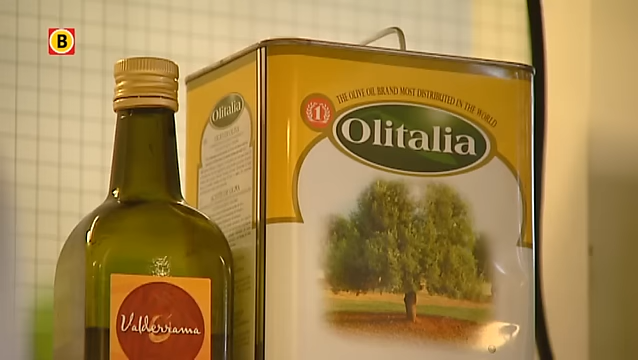 B
THE OLIVE OIL BRAND MOST DISTRIBUTED IN THE WORLD
1
Olitalia
Olitalia
Valderrama